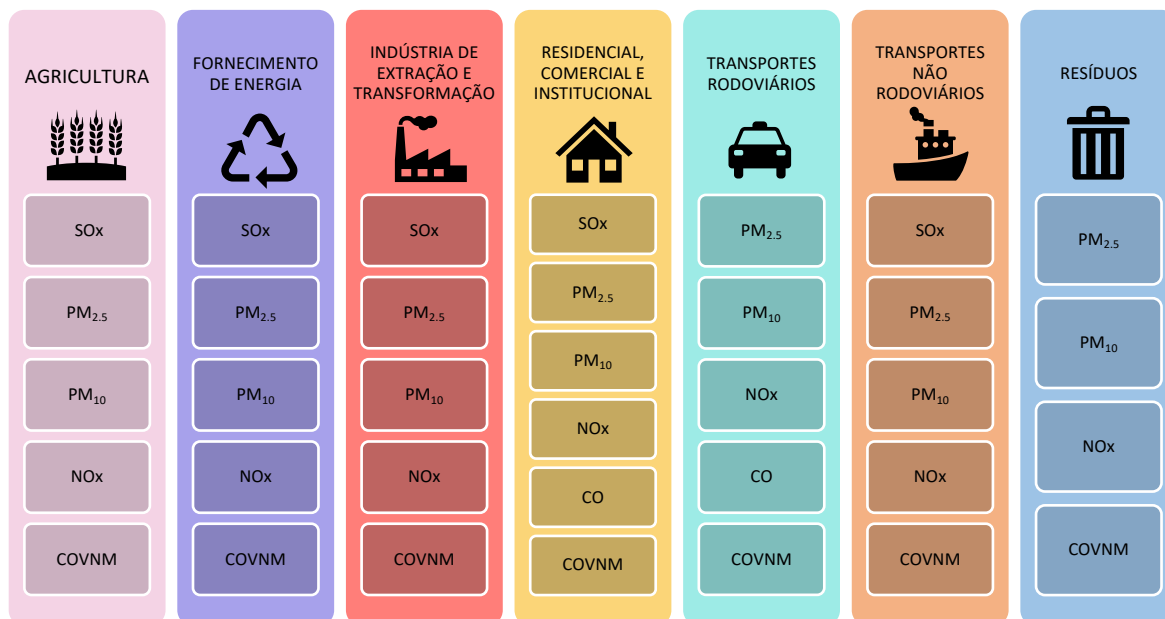 AGRICULTURA
SOx
PM2.5
PM10
NOx
COVNM
FORNECIMENTO
DE ENERGIA
SOx
PM2.5
PM10
NOx
COVNM
INDÚSTRIA DE
EXTRAÇÃO E
TRANSFORMAÇÃO
SOx
PM2.5
PM10
NOx
COVNM
RESIDENCIAL,
COMERCIAL E
INSTITUCIONAL
SOx
PM2.5
PM10
NOx
CO
COVNM
TRANSPORTES
RODOVIÁRIOS
PM2.5
PM10
NOx
CO
COVNM
TRANSPORTES
NÃO
RODOVIÁRIOS
SOx
PM2.5
PM10
NOx
COVNM
RESÍDUOS
PM2.5
PM10
NOx
COVNM